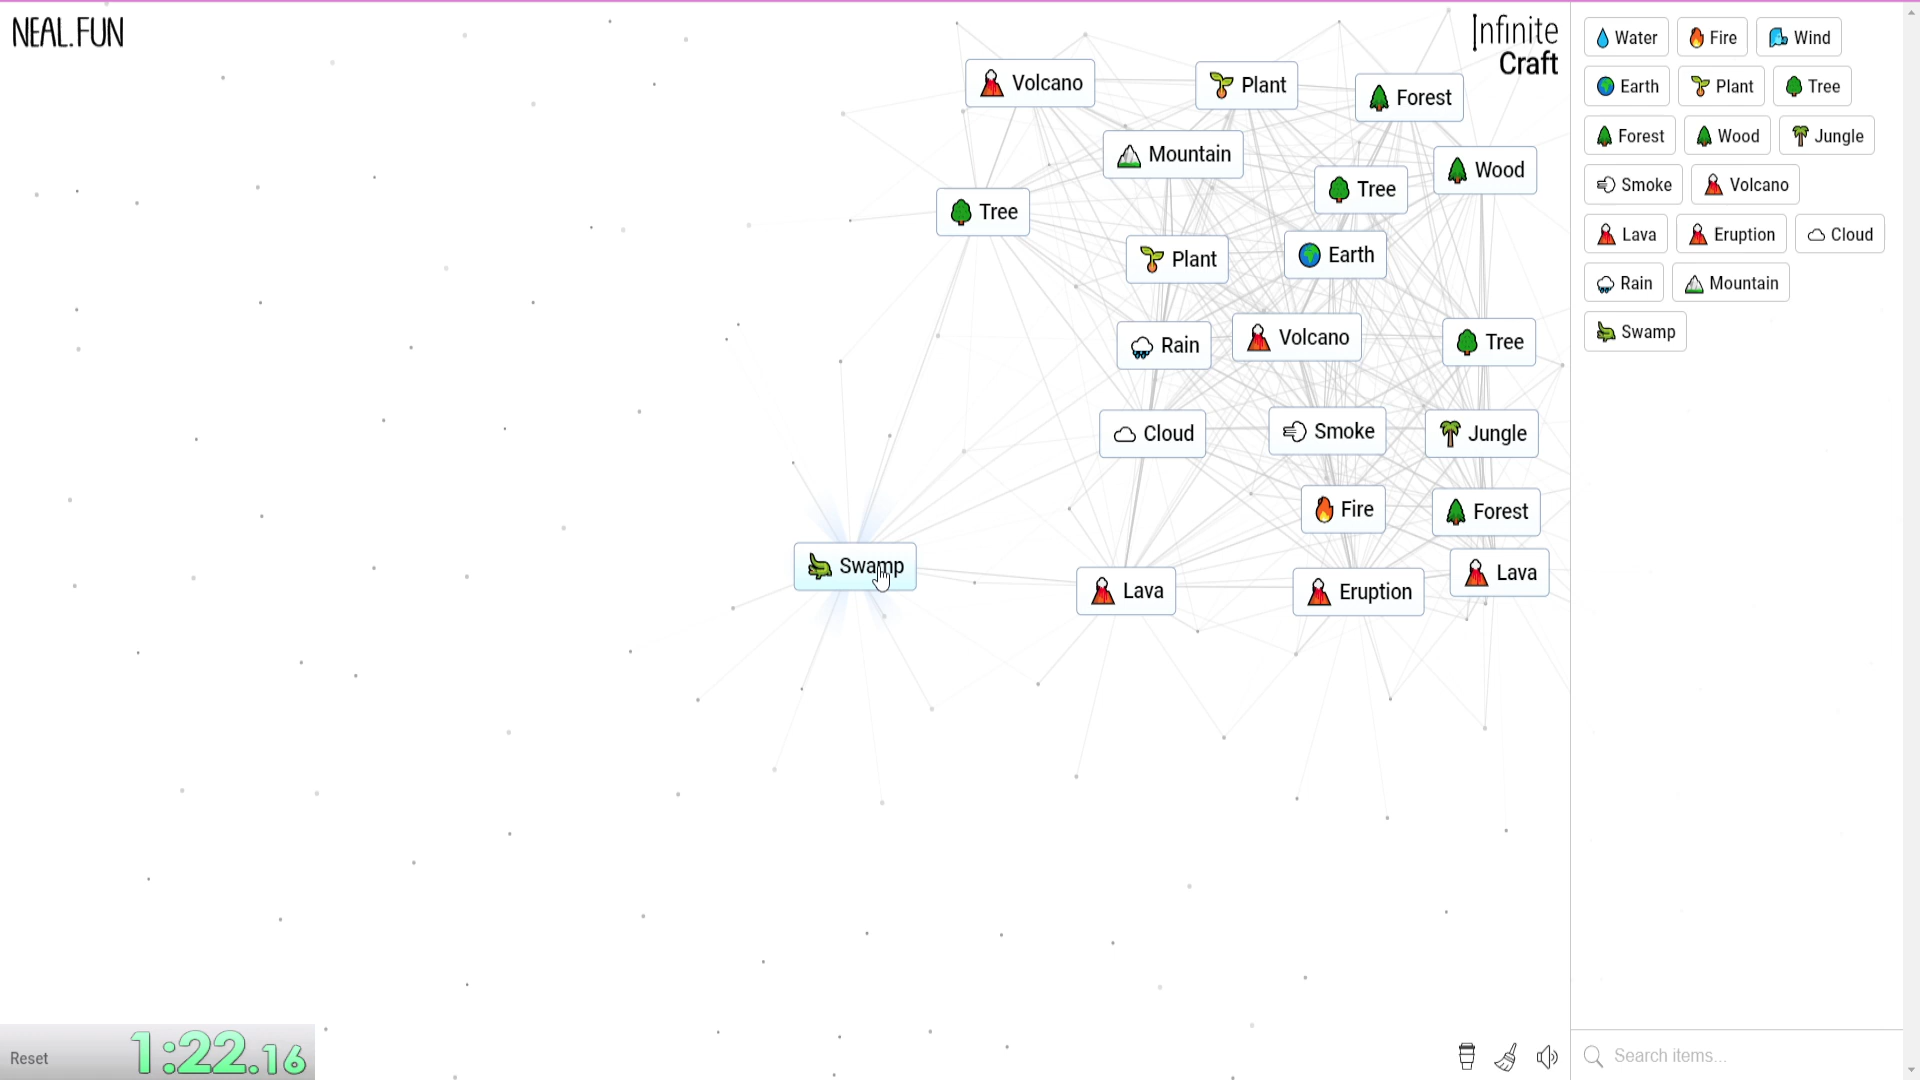 NEAL.FUN
Infinite
Craft
Volcano
Plant
Forest
Mountain
Wood
Tree
Tree
Plant
Earth
Rain
Volcano
Tree
Cloud
Smoke
Jungle
Fire
Forest
Swamp
Lava
Eruption
Lava
Water Fire Wind
Earth Plant Tree
Forest Wood Jungle
Smoke Volcano
Lava Eruption Cloud
Rain Mountain
Swamp
Reset 1:22.16
Search items...